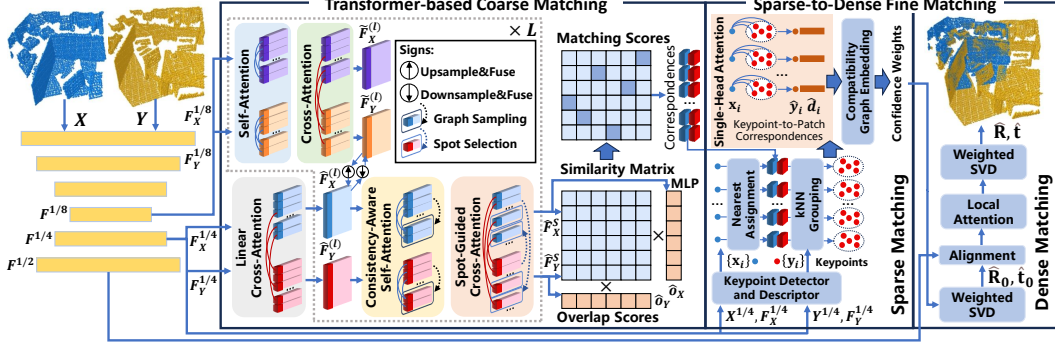 Transformer-based Coarse Matching
Sparse-to-Dense Fine Matching
X
Y
F_X^{1/8}
F_Y^{1/8}
F^{1/8}
F^{1/4}
F^{1/2}
F_X^{1/4}
F_Y^{1/4}
Self-Attention
Cross-Attention
F̃_X^{(l)}
F̃_Y^{(l)}
× L
Signs:
Upsample&Fuse
Downsample&Fuse
Graph Sampling
Spot Selection
Linear
Cross-Attention
F̂_X^{(l)}
F̂_Y^{(l)}
Consistency-Aware
Self-Attention
Spot-Guided
Cross-Attention
Matching Scores
Correspondences
Similarity Matrix
MLP
F̂_X^S
F̂_Y^S
×
×
ô_X
ô_Y
Overlap Scores
Single-Head Attention
...
...
x_i
ŷ_i d̂_i
Keypoint-to-Patch
Correspondences
Compatibility
Graph Embedding
Confidence Weights
Nearest
Assignment
kNN
Grouping
{x_i}
{y_i}
Keypoints
Keypoint Detector
and Descriptor
X^{1/4}, F_X^{1/4}
Y^{1/4}, F_Y^{1/4}
Sparse Matching
R̂, t̂
Weighted
SVD
Local
Attention
Alignment
R̂_0, t̂_0
Weighted
SVD
Dense Matching